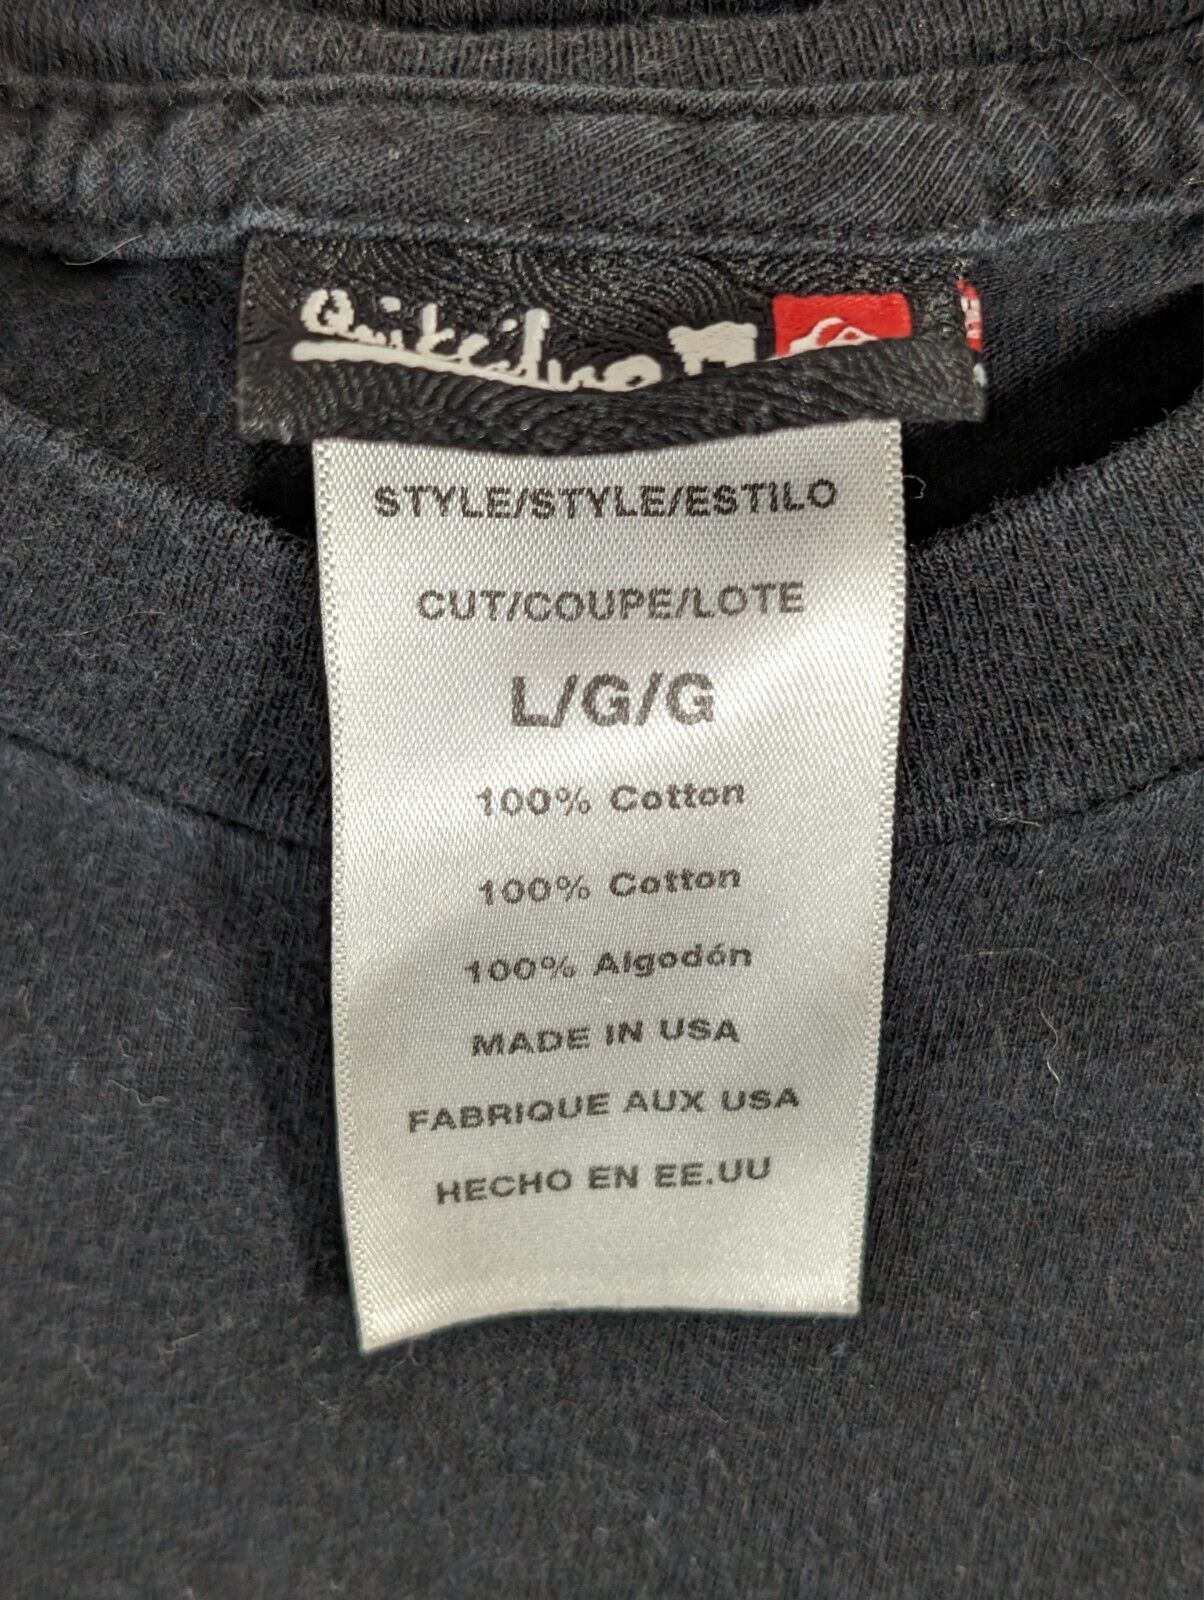 Quiksilver
STYLE/STYLE/ESTILO
CUT/COUPE/LOTE
L/G/G
100% Cotton
100% Cotton
100% Algodón
MADE IN USA
FABRIQUE AUX USA
HECHO EN EE.UU